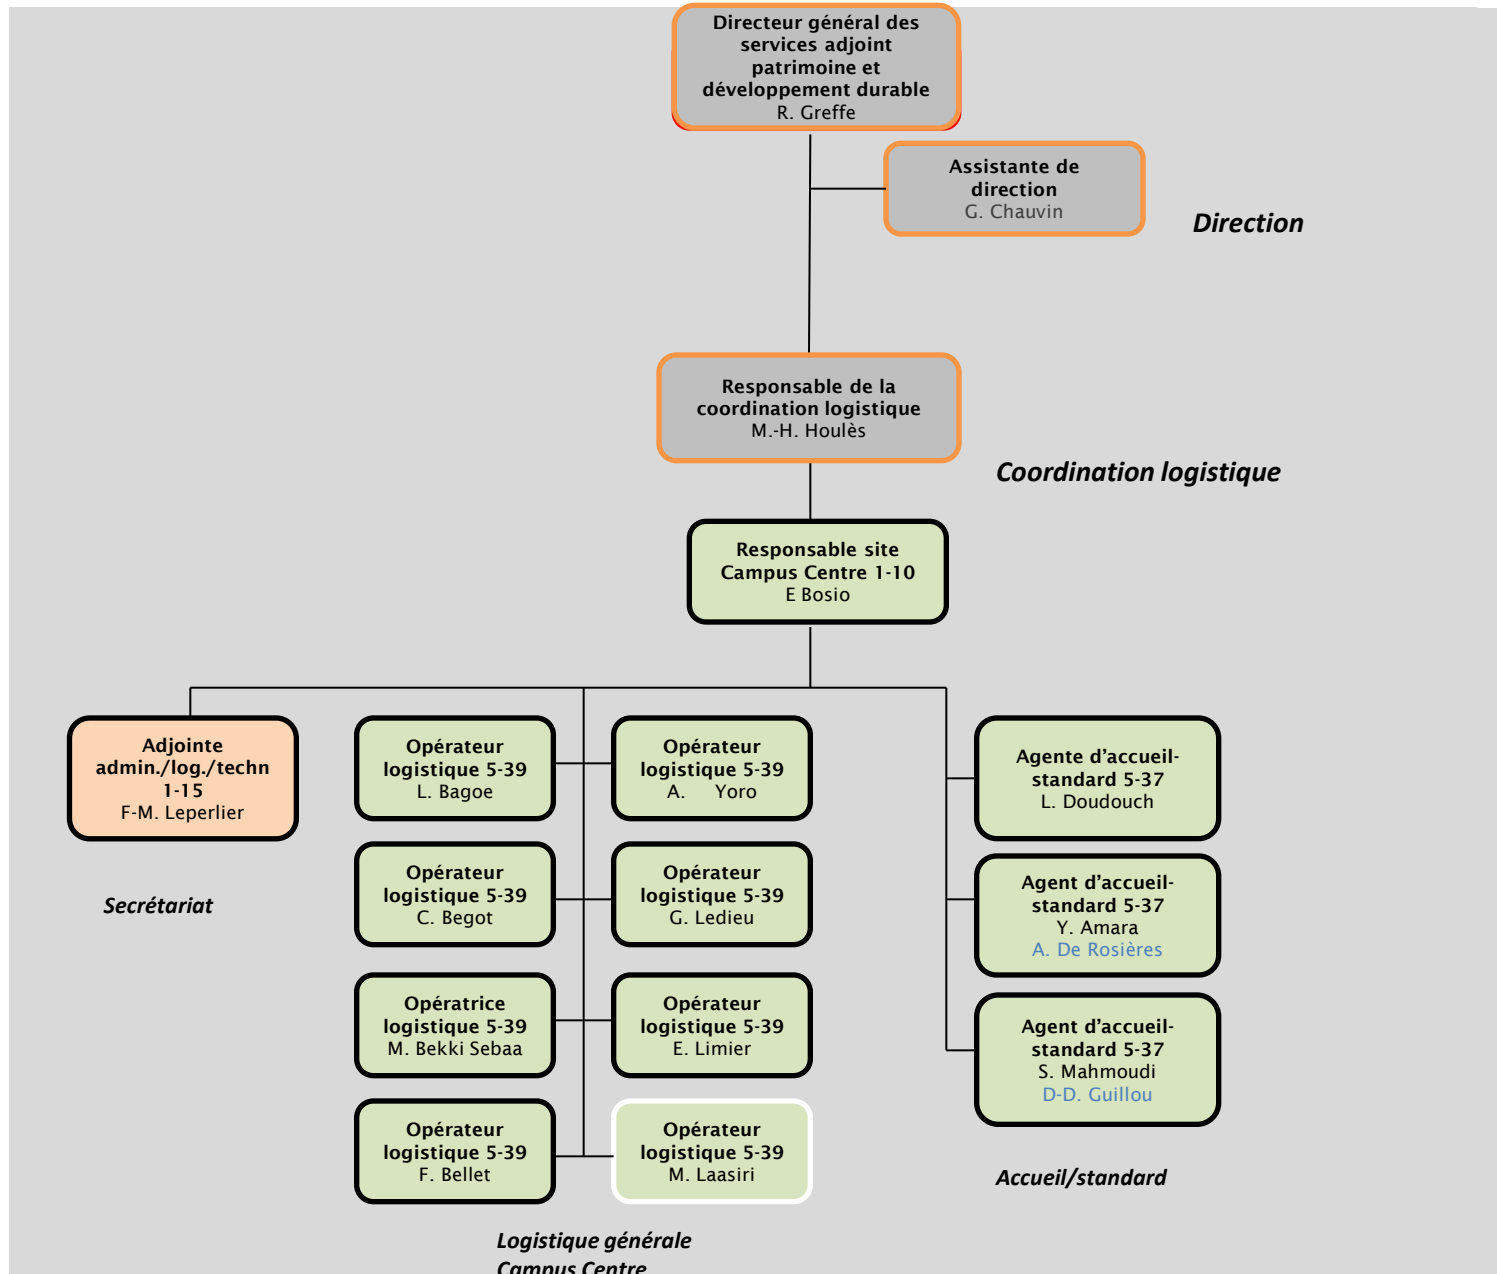 Directeur général des
services adjoint
patrimoine et
développement durable
R. Greffe
Assistante de
direction
G. Chauvin
Direction
Responsable de la
coordination logistique
M.-H. Houlès
Coordination logistique
Responsable site
Campus Centre 1-10
E Bosio
Adjointe
admin./log./techn
1-15
F-M. Leperlier
Secrétariat
Opérateur
logistique 5-39
L. Bagoe
Opérateur
logistique 5-39
A. Yoro
Opérateur
logistique 5-39
C. Begot
Opérateur
logistique 5-39
G. Ledieu
Opératrice
logistique 5-39
M. Bekki Sebaa
Opérateur
logistique 5-39
E. Limier
Opérateur
logistique 5-39
F. Bellet
Opérateur
logistique 5-39
M. Laasiri
Logistique générale
Campus Centre
Agente d'accueil-
standard 5-37
L. Doudouch
Agent d'accueil-
standard 5-37
Y. Amara
A. De Rosières
Agent d'accueil-
standard 5-37
S. Mahmoudi
D-D. Guillou
Accueil/standard